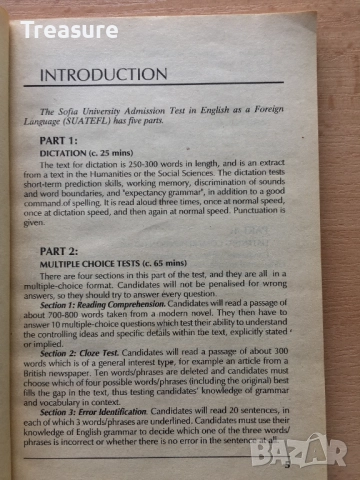 Treasure
INTRODUCTION
The Sofia University Admission Test in English as a Foreign
Language (SUATEFL) has five parts.
PART 1:
DICTATION (c. 25 mins)
The text for dictation is 250-300 words in length, and is an extract
from a text in the Humanities or the Social Sciences. The dictation tests
short-term prediction skills, working memory, discrimination of sounds
and word boundaries, and "expectancy grammar", in addition to a good
command of spelling. It is read aloud three times, once at normal speed,
once at dictation speed, and then again at normal speed. Punctuation is
given.
PART 2:
MULTIPLE CHOICE TESTS (c. 65 mins)
There are four sections in this part of the test, and they are all in a
multiple-choice format. Candidates will not be penalised for wrong
answers, so they should try to answer every question.
Section 1: Reading Comprehension. Candidates will read a passage of
about 700-800 words taken from a modern novel. They then have to
answer 10 multiple-choice questions which test their ability to understand
the controlling ideas and specific details within the text, explicitly stated
or implied.
Section 2: Cloze Test. Candidates will read a passage of about 300
words which is of a general interest type, for example an article from a
British newspaper. Ten words/phrases are deleted and candidates must
choose which of four possible words/phrases (including the original) best
fills the gap in the text, thus testing candidates' knowledge of grammar
and vocabulary in context.
Section 3: Error Identification. Candidates will read 20 sentences, in
each of which 3 words/phrases are underlined. Candidates must use their
knowledge of English grammar to decide which one of the three words/
phrases is incorrect or whether there is no error in the sentence at all.
5
BAZAR
bg